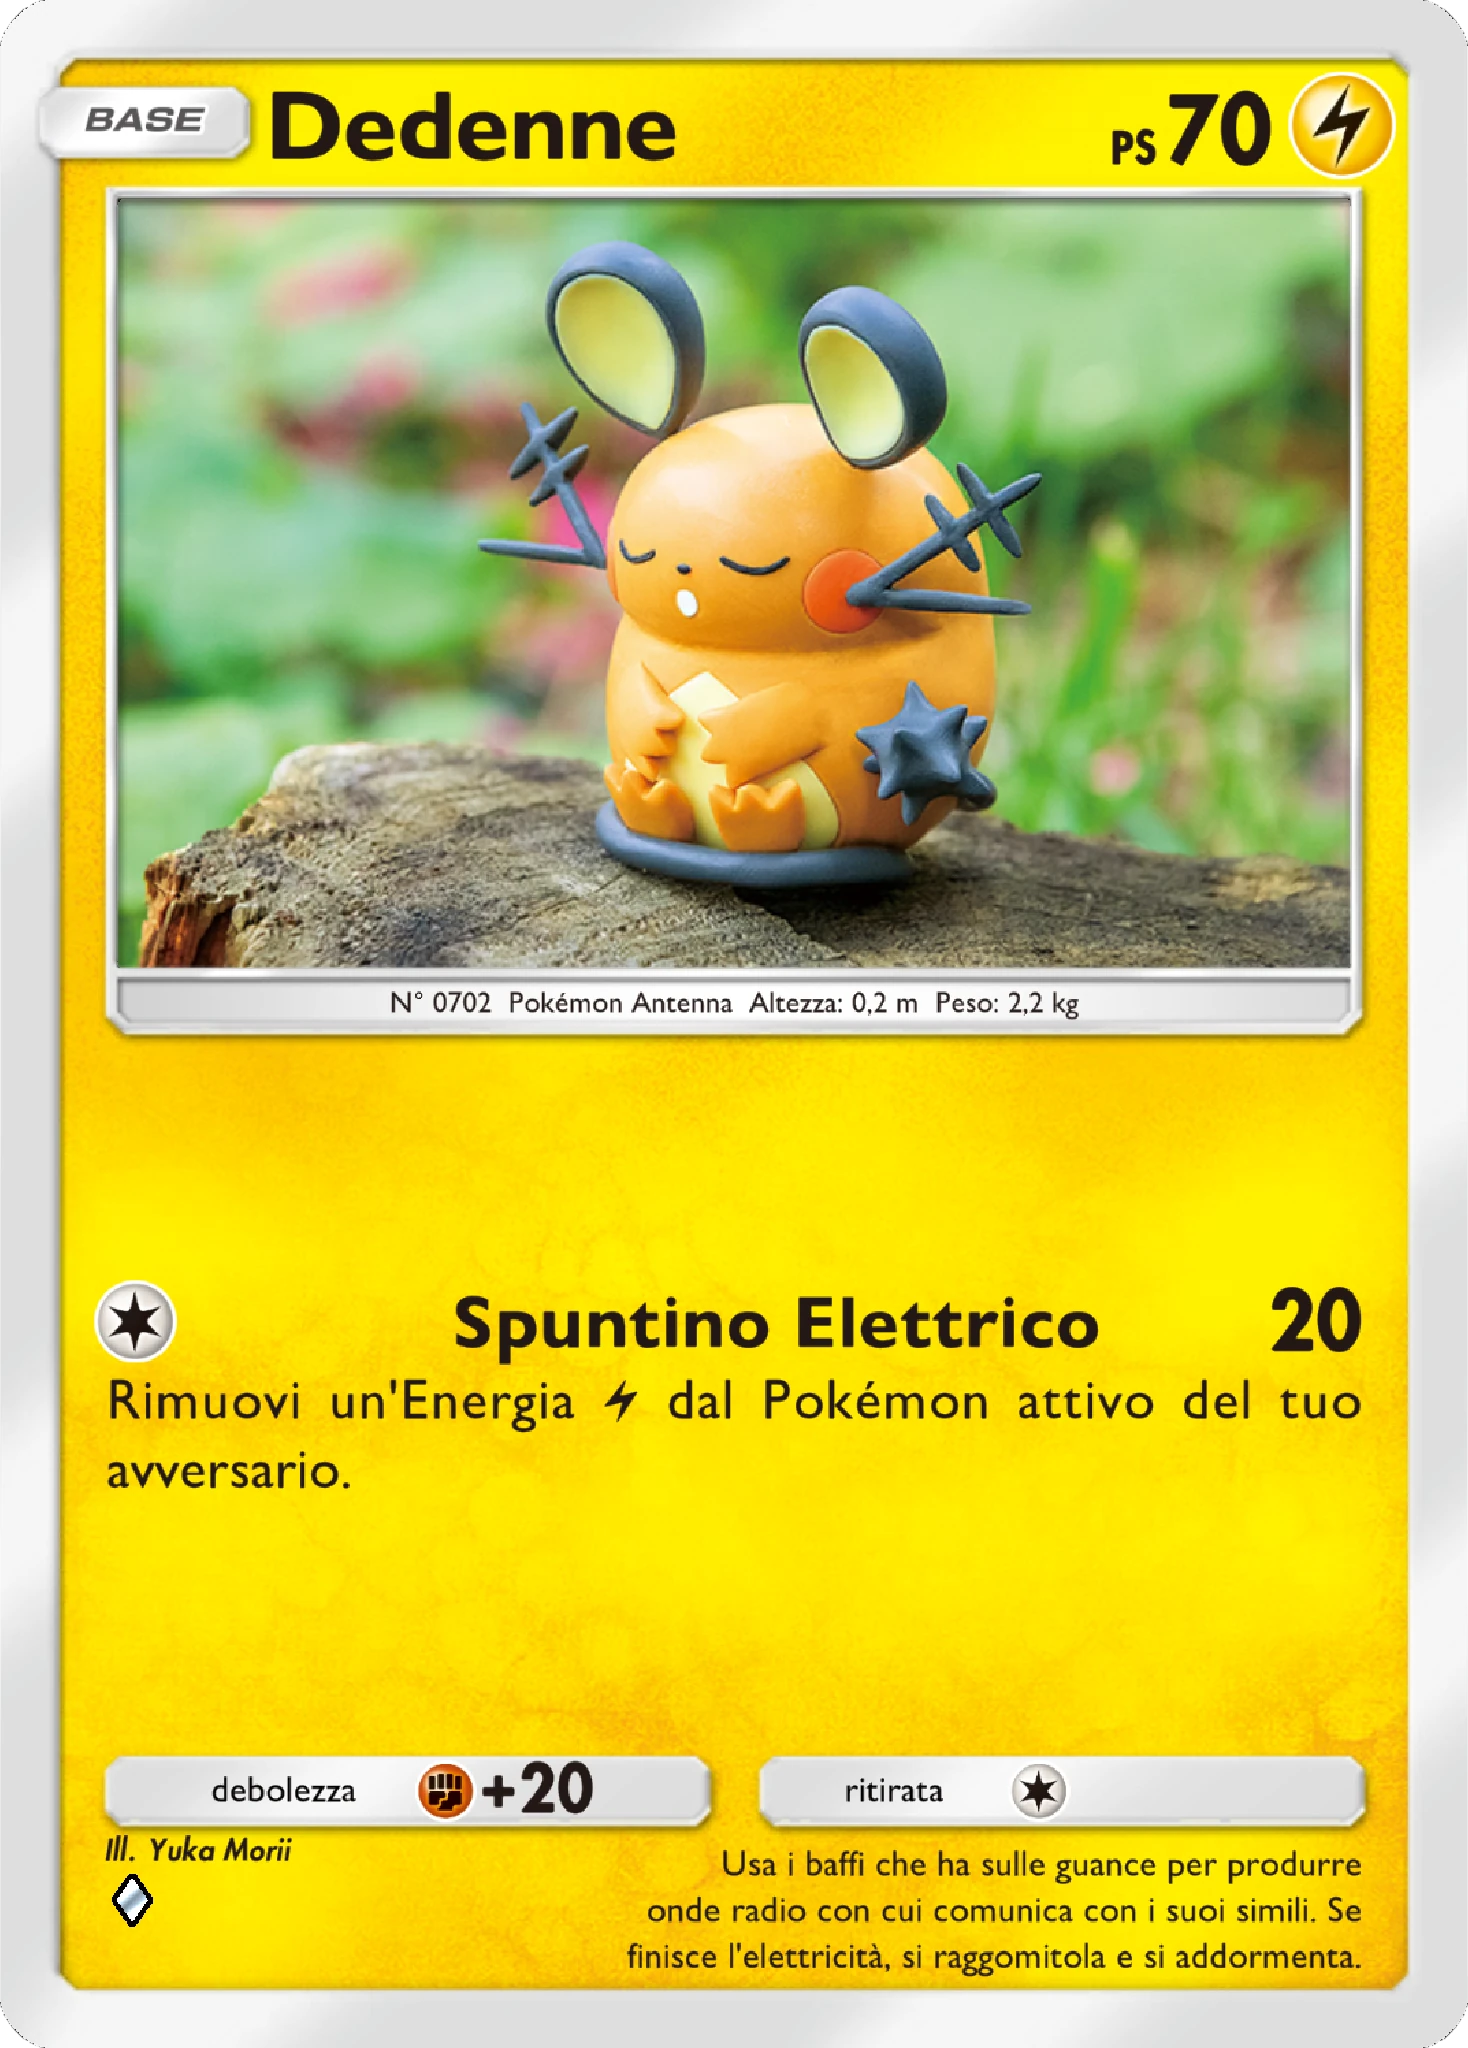 BASE Dedenne PS 70
N° 0702 Pokémon Antenna Altezza: 0,2 m Peso: 2,2 kg
Spuntino Elettrico 20
Rimuovi un'Energia dal Pokémon attivo del tuo
avversario.
debolezza +20 ritirata
Ill. Yuka Morii
Usa i baffi che ha sulle guance per produrre
onde radio con cui comunica con i suoi simili. Se
finisce l'elettricità, si raggomitola e si addormenta.